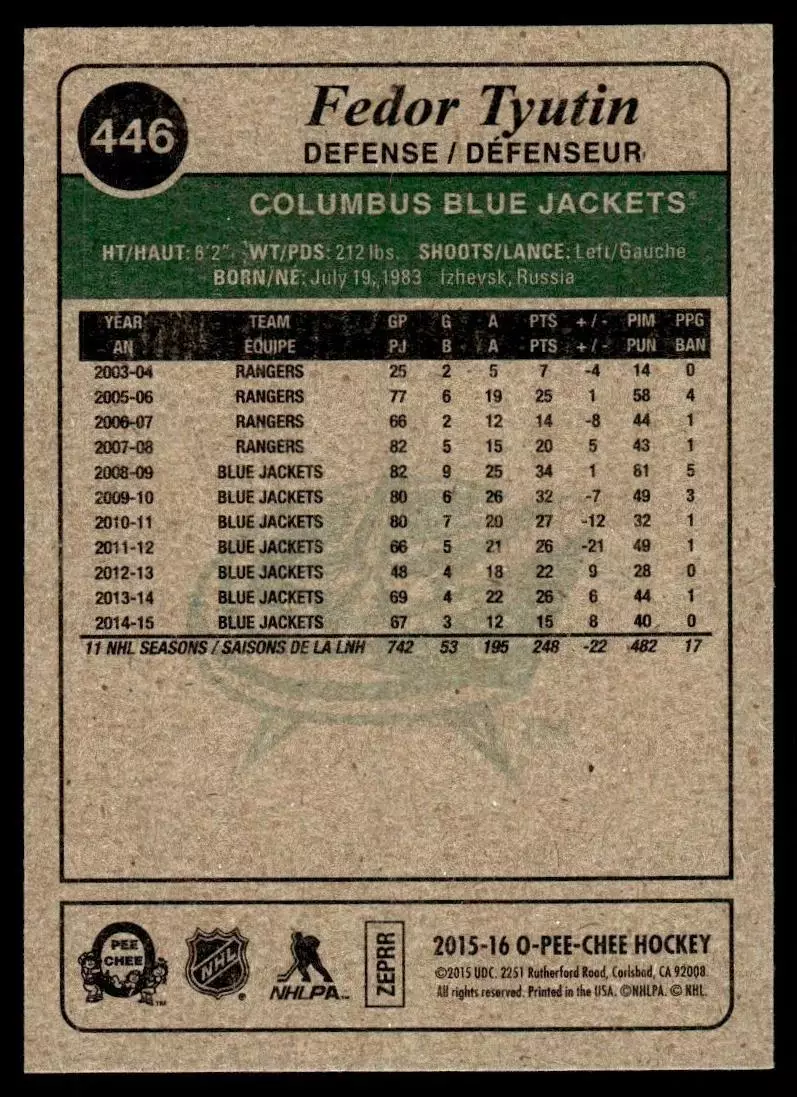 446
Fedor Tyutin
DEFENSE / DÉFENSEUR
COLUMBUS BLUE JACKETS®
HT/HAUT: 6'2" WT/PDS: 212 lbs. SHOOTS/LANCE: Left/Gauche
BORN/NE: July 19, 1983 Izhevsk, Russia
YEAR TEAM GP G A PTS +/- PIM PPG
AN ÉQUIPE PJ B A PTS +/- PUN BAN
2003-04 RANGERS 25 2 5 7 -4 14 0
2005-06 RANGERS 77 6 19 25 1 58 4
2006-07 RANGERS 66 2 12 14 -8 44 1
2007-08 RANGERS 82 5 15 20 5 43 1
2008-09 BLUE JACKETS 82 9 25 34 1 81 5
2009-10 BLUE JACKETS 80 6 26 32 -7 49 3
2010-11 BLUE JACKETS 80 7 20 27 -12 32 1
2011-12 BLUE JACKETS 66 5 21 26 -21 49 1
2012-13 BLUE JACKETS 48 4 18 22 9 28 0
2013-14 BLUE JACKETS 69 4 22 26 6 44 1
2014-15 BLUE JACKETS 67 3 12 15 8 40 0
11 NHL SEASONS / SAISONS DE LA LNH 742 53 195 248 -22 482 17
TM
PEE
CHEE
TM
NHL
®
NHLPA™
ZEPRR
2015-16 O-PEE-CHEE HOCKEY
©2015 UDC. 2251 Rutherford Road, Carlsbad, CA 92008.
All rights reserved. Printed in the USA. ©NHLPA. © NHL.